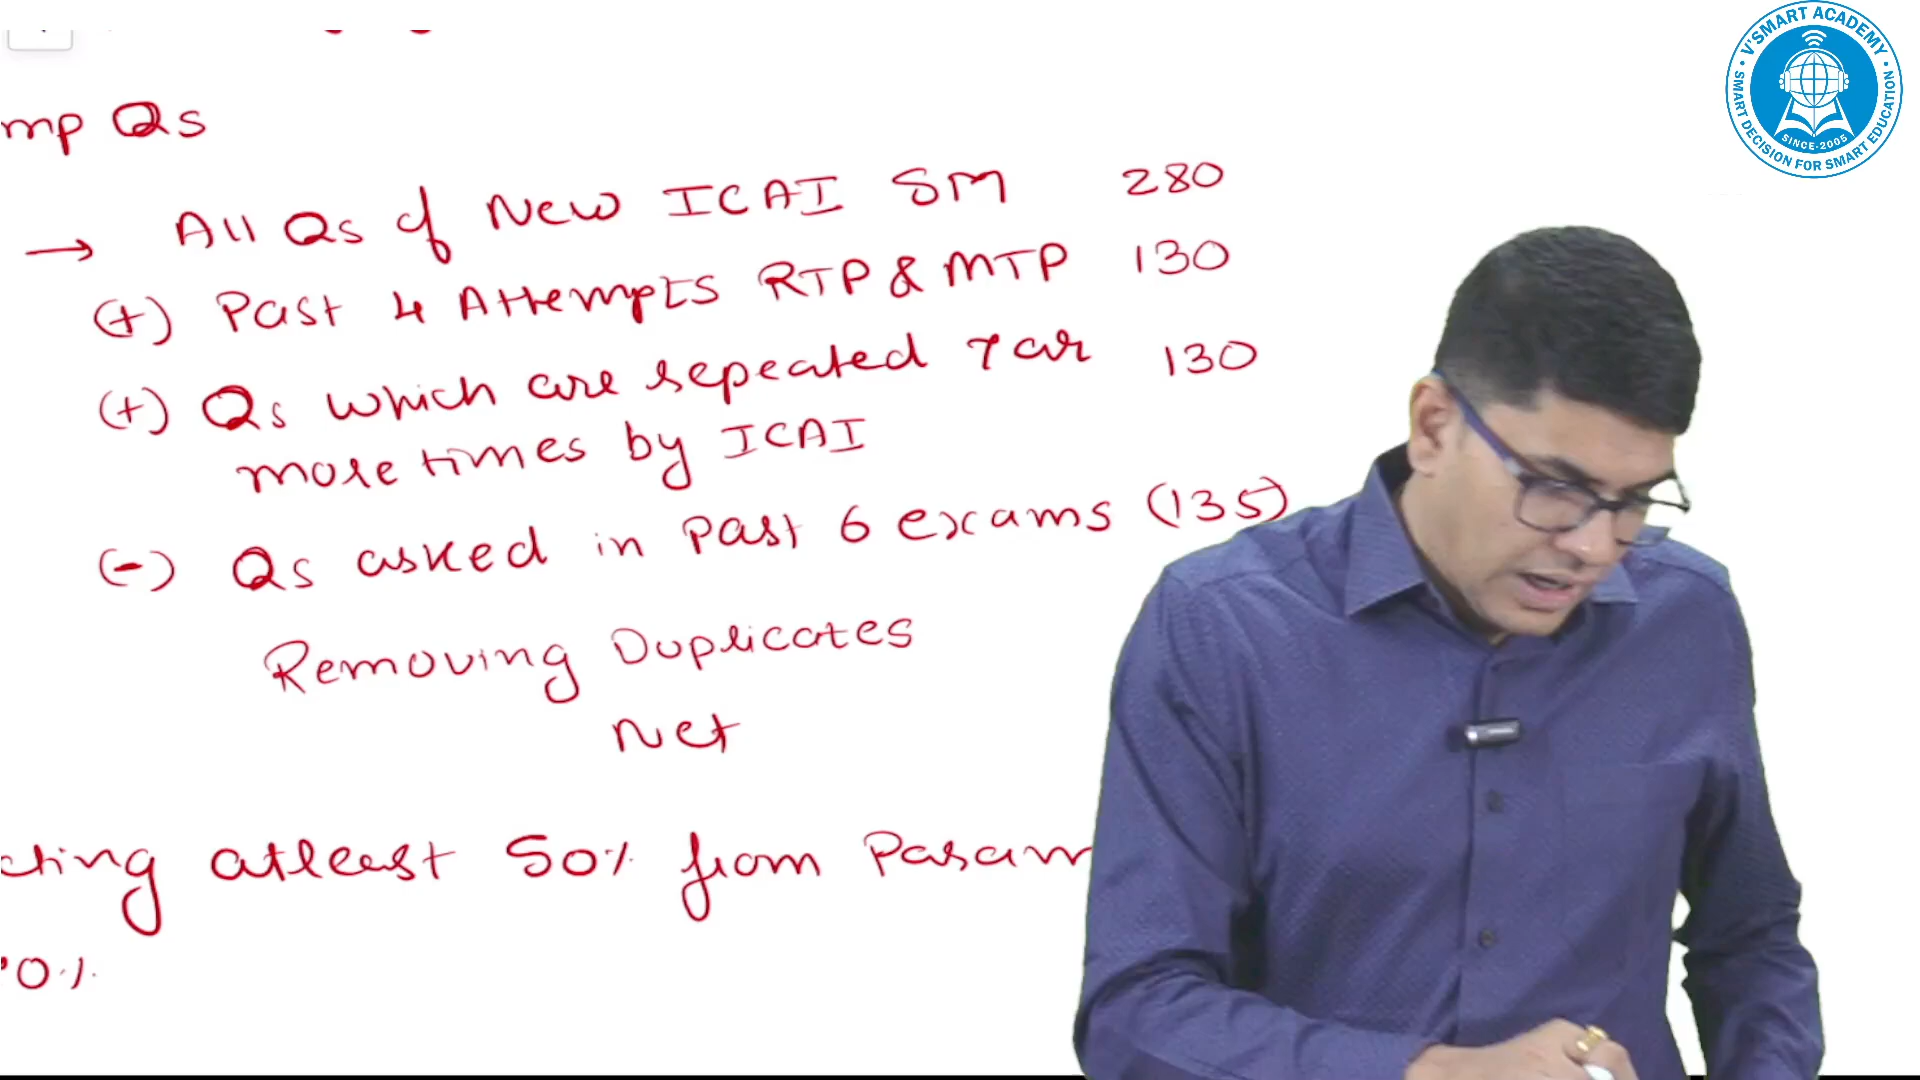 mp Qs
→ All Qs of New ICAI SM 280
(+) Past 4 Attempts RTP & MTP 130
(+) Qs which are repeated 7 or 130
more times by ICAI
(-) Qs asked in Past 6 exams (135)
Removing Duplicates
Net
cting atleast 50% from Param
0%
V'SMART ACADEMY
SINCE-2005
SMART DECISION FOR SMART EDUCATION